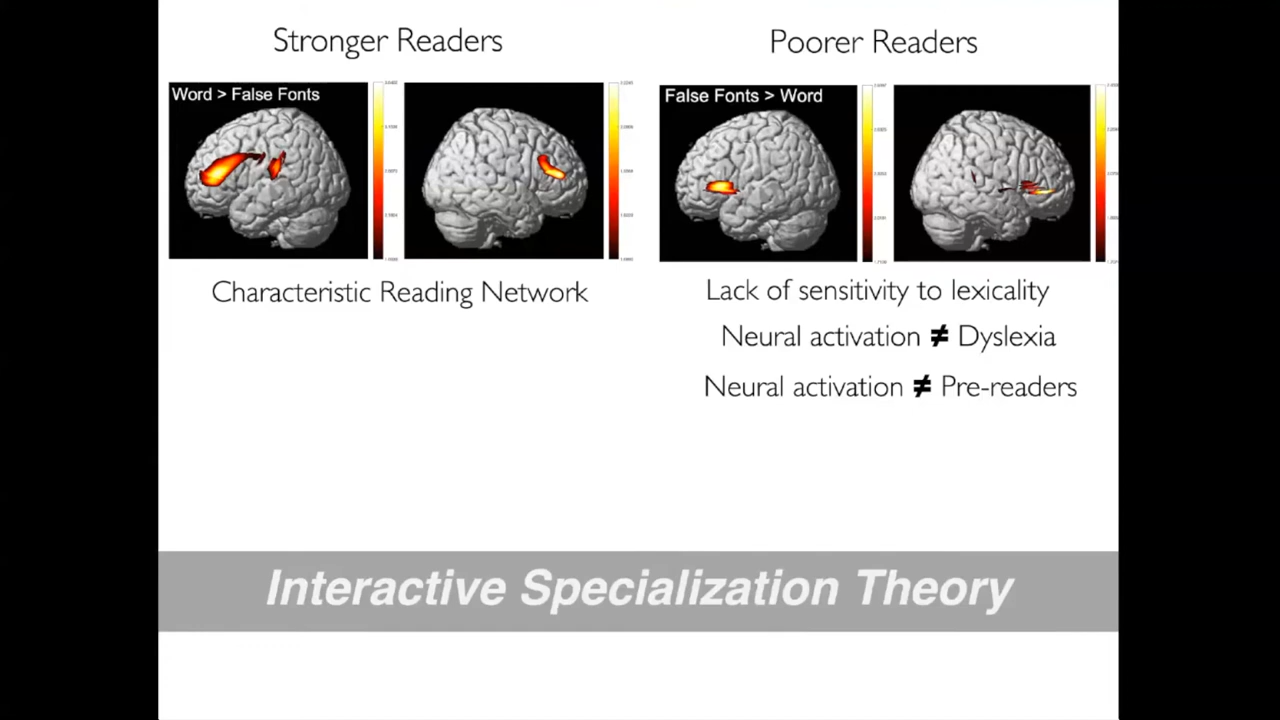 Stronger Readers
Poorer Readers
Word > False Fonts
False Fonts > Word
Characteristic Reading Network
Lack of sensitivity to lexicality
Neural activation ≠ Dyslexia
Neural activation ≠ Pre-readers
Interactive Specialization Theory